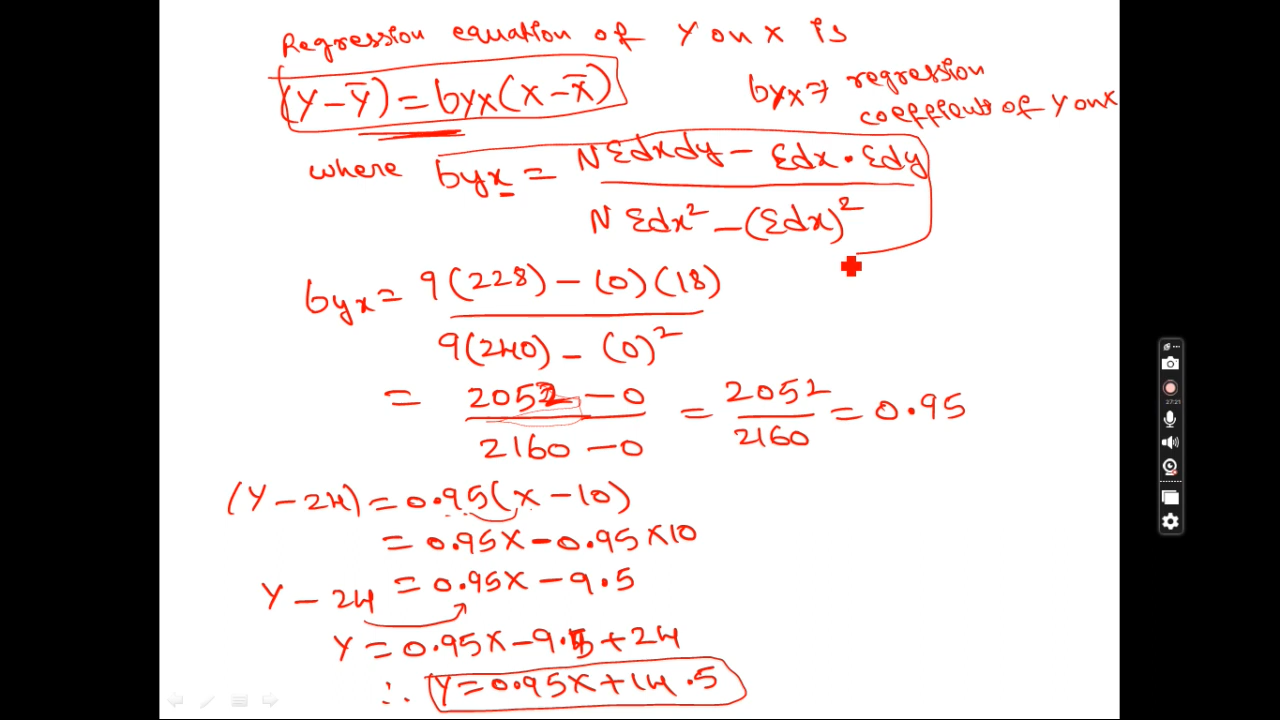 Regression equation of Y on X is
(Y - Ȳ) = byx (X - X̄)
byx → regression
coefficient of Y on X
where byx = NΣdxdy - Σdx . Σdy
NΣdx² - (Σdx)²
byx = 9(228) - (0)(18)
9(240) - (0)²
= 2052 - 0 = 2052 = 0.95
2160 - 0 2160
(Y - 24) = 0.95(x - 10)
= 0.95x - 0.95 x 10
Y - 24 = 0.95x - 9.5
Y = 0.95x - 9.5 + 24
∴ Y = 0.95x + 14.5
27:21